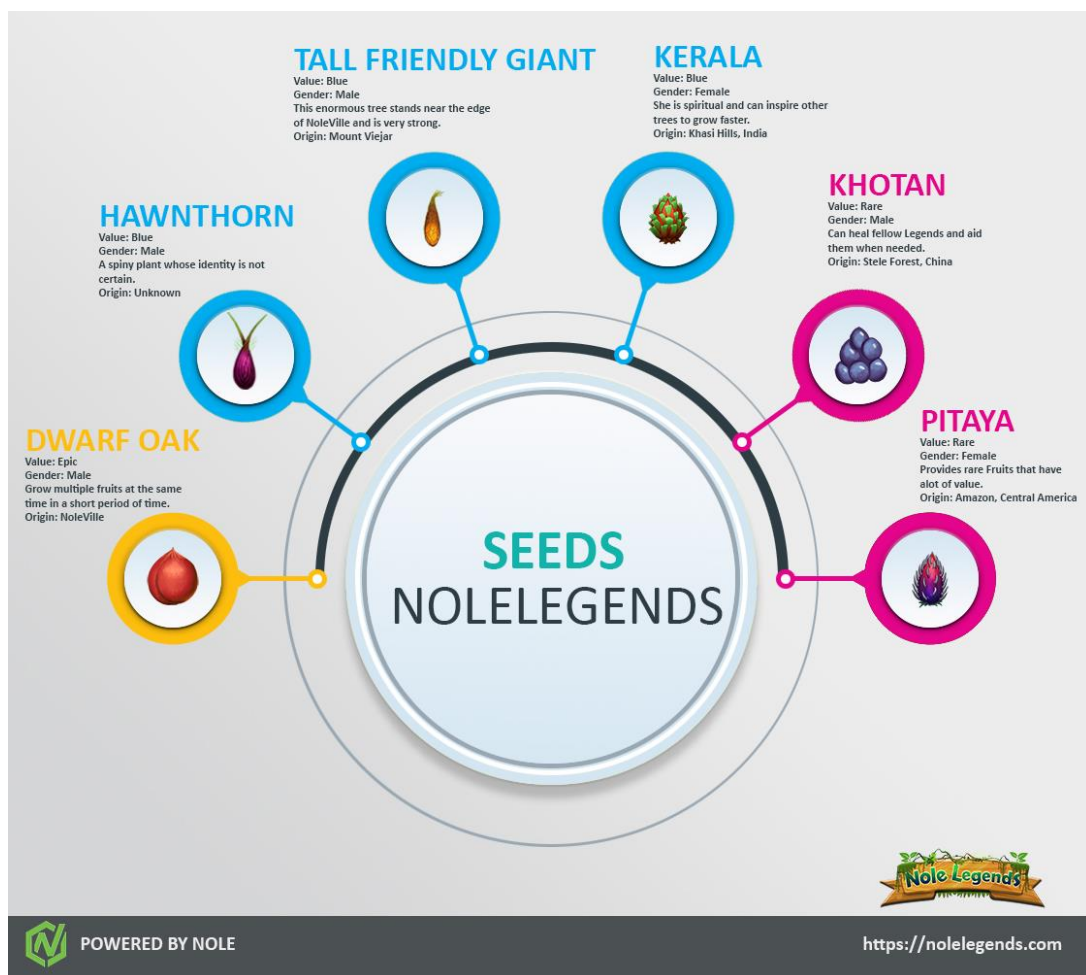 TALL FRIENDLY GIANT
Value: Blue
Gender: Male
This enormous tree stands near the edge
of NoleVille and is very strong.
Origin: Mount Viejar
KERALA
Value: Blue
Gender: Female
She is spiritual and can inspire other
trees to grow faster.
Origin: Khasi Hills, India
HAWNTHORN
Value: Blue
Gender: Male
A spiny plant whose identity is not
certain.
Origin: Unknown
KHOTAN
Value: Rare
Gender: Male
Can heal fellow Legends and aid
them when needed.
Origin: Stele Forest, China
DWARF OAK
Value: Epic
Gender: Male
Grow multiple fruits at the same
time in a short period of time.
Origin: NoleVille
PITAYA
Value: Rare
Gender: Female
Provides rare Fruits that have
alot of value.
Origin: Amazon, Central America
SEEDS
NOLELEGENDS
Nole Legends
POWERED BY NOLE
https://nolelegends.com